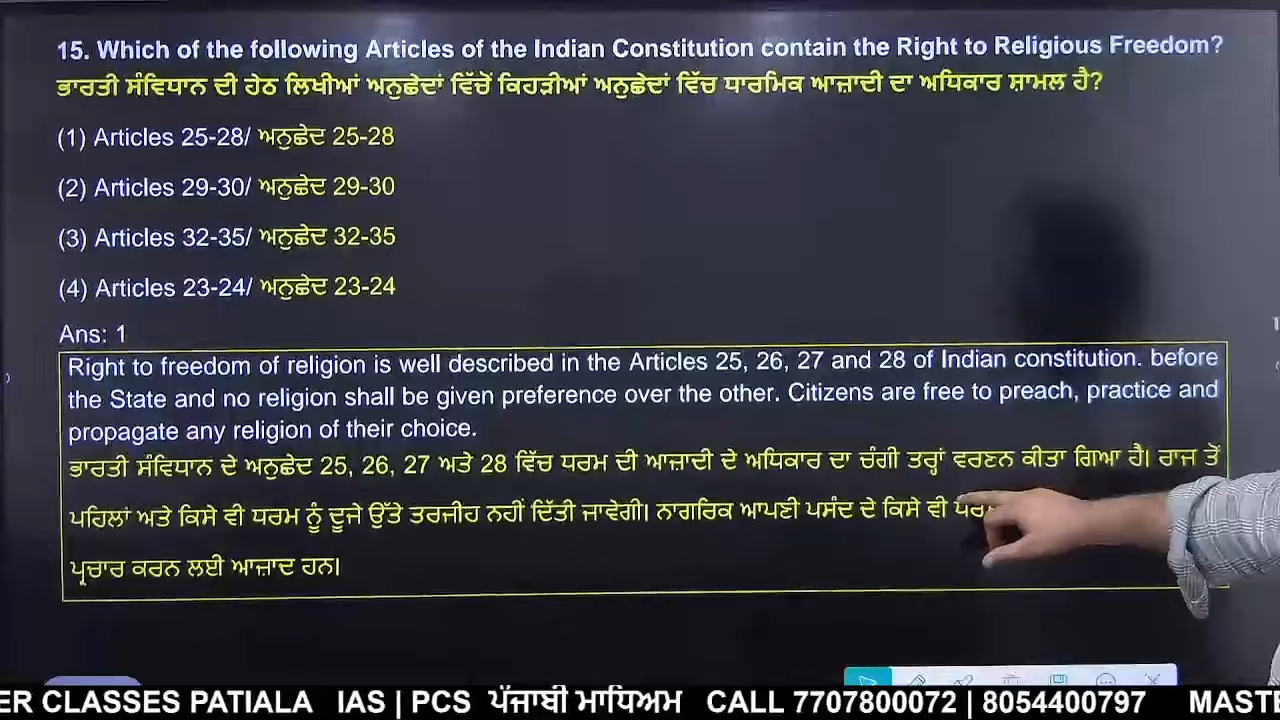 15. Which of the following Articles of the Indian Constitution contain the Right to Religious Freedom?
ਭਾਰਤੀ ਸੰਵਿਧਾਨ ਦੀ ਹੇਠ ਲਿਖੀਆਂ ਅਨੁਛੇਦਾਂ ਵਿੱਚੋਂ ਕਿਹੜੀਆਂ ਅਨੁਛੇਦਾਂ ਵਿੱਚ ਧਾਰਮਿਕ ਆਜ਼ਾਦੀ ਦਾ ਅਧਿਕਾਰ ਸ਼ਾਮਲ ਹੈ?
(1) Articles 25-28/ ਅਨੁਛੇਦ 25-28
(2) Articles 29-30/ ਅਨੁਛੇਦ 29-30
(3) Articles 32-35/ ਅਨੁਛੇਦ 32-35
(4) Articles 23-24/ ਅਨੁਛੇਦ 23-24
Ans: 1
Right to freedom of religion is well described in the Articles 25, 26, 27 and 28 of Indian constitution. before
the State and no religion shall be given preference over the other. Citizens are free to preach, practice and
propagate any religion of their choice.
ਭਾਰਤੀ ਸੰਵਿਧਾਨ ਦੇ ਅਨੁਛੇਦ 25, 26, 27 ਅਤੇ 28 ਵਿੱਚ ਧਰਮ ਦੀ ਆਜ਼ਾਦੀ ਦੇ ਅਧਿਕਾਰ ਦਾ ਚੰਗੀ ਤਰ੍ਹਾਂ ਵਰਣਨ ਕੀਤਾ ਗਿਆ ਹੈ। ਰਾਜ ਤੋਂ
ਪਹਿਲਾਂ ਅਤੇ ਕਿਸੇ ਵੀ ਧਰਮ ਨੂੰ ਦੂਜੇ ਉੱਤੇ ਤਰਜੀਹ ਨਹੀਂ ਦਿੱਤੀ ਜਾਵੇਗੀ। ਨਾਗਰਿਕ ਆਪਣੀ ਪਸੰਦ ਦੇ ਕਿਸੇ ਵੀ
ਪ੍ਰਚਾਰ ਕਰਨ ਲਈ ਆਜ਼ਾਦ ਹਨ।
ER CLASSES PATIALA IAS | PCS ਪੰਜਾਬੀ ਮਾਧਿਅਮ CALL 7707800072 | 8054400797 MASTE